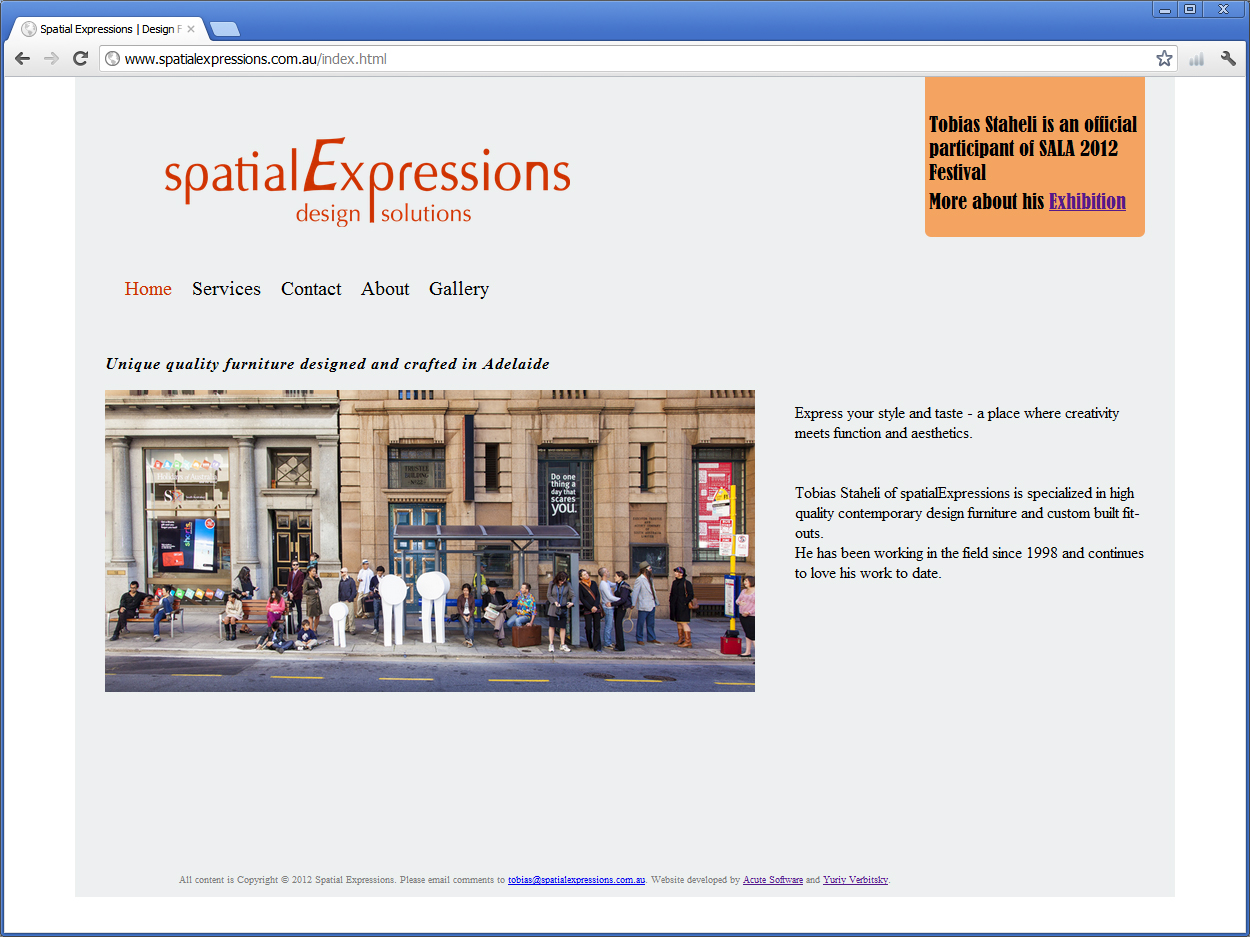 Spatial Expressions | Design F
www.spatialexpressions.com.au/index.html
spatialExpressions
design solutions
Tobias Staheli is an official
participant of SALA 2012
Festival
More about his Exhibition
Home Services Contact About Gallery
Unique quality furniture designed and crafted in Adelaide
Do one
thing a
day that
scares
you.
Express your style and taste - a place where creativity
meets function and aesthetics.
Tobias Staheli of spatialExpressions is specialized in high
quality contemporary design furniture and custom built fit-
outs.
He has been working in the field since 1998 and continues
to love his work to date.
All content is Copyright © 2012 Spatial Expressions. Please email comments to tobias@spatialexpressions.com.au. Website developed by Acute Software and Yuriy Verbitsky.